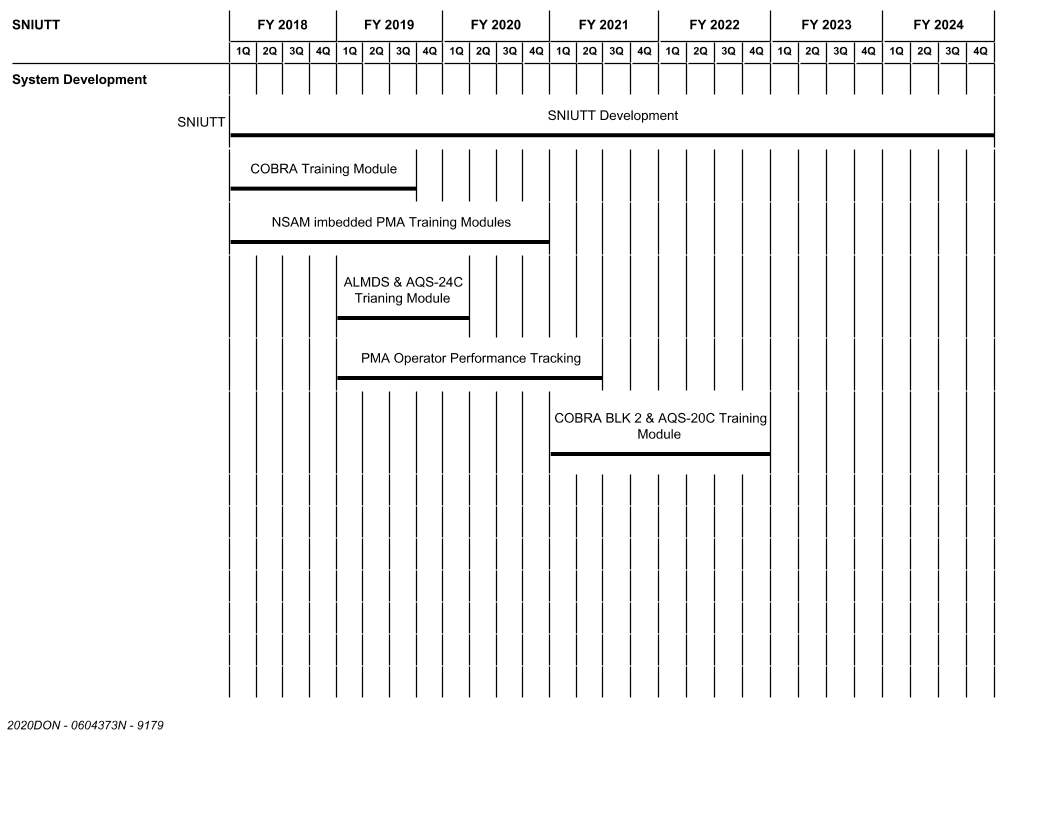 SNIUTT FY 2018 FY 2019 FY 2020 FY 2021 FY 2022 FY 2023 FY 2024
1Q 2Q 3Q 4Q 1Q 2Q 3Q 4Q 1Q 2Q 3Q 4Q 1Q 2Q 3Q 4Q 1Q 2Q 3Q 4Q 1Q 2Q 3Q 4Q 1Q 2Q 3Q 4Q
System Development
SNIUTT Development
SNIUTT
COBRA Training Module
NSAM imbedded PMA Training Modules
ALMDS & AQS-24C
Trianing Module
PMA Operator Performance Tracking
COBRA BLK 2 & AQS-20C Training
Module
2020DON - 0604373N - 9179